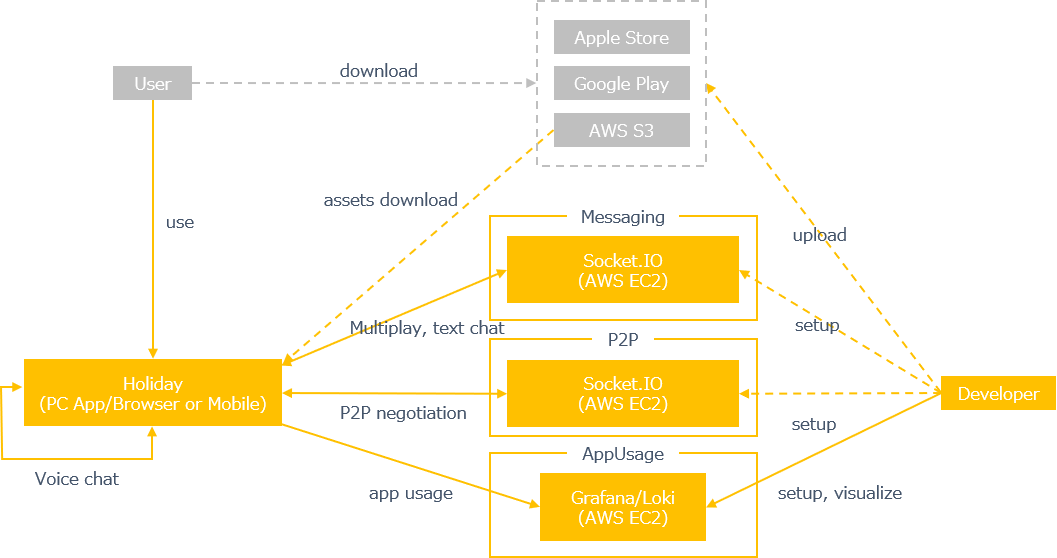 Apple Store
User
download
Google Play
AWS S3
assets download
use
Messaging
upload
Socket.IO
(AWS EC2)
Multiplay, text chat
setup
P2P
Holiday
(PC App/Browser or Mobile)
Socket.IO
(AWS EC2)
Developer
P2P negotiation
setup
AppUsage
Voice chat
app usage
Grafana/Loki
(AWS EC2)
setup, visualize